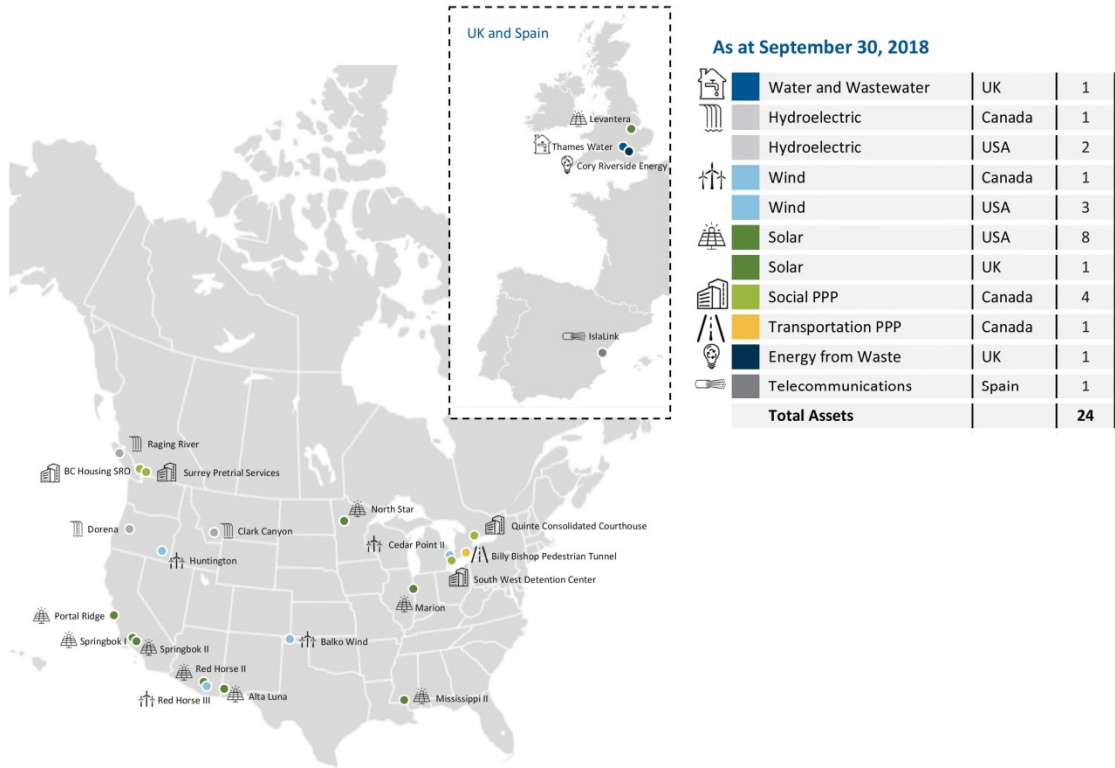 UK and Spain
Levantera
Thames Water
Cory Riverside Energy
IslaLink
As at September 30, 2018
Water and Wastewater UK 1
Hydroelectric Canada 1
Hydroelectric USA 2
Wind Canada 1
Wind USA 3
Solar USA 8
Solar UK 1
Social PPP Canada 4
Transportation PPP Canada 1
Energy from Waste UK 1
Telecommunications Spain 1
Total Assets 24
Raging River
BC Housing SRO Surrey Pretrial Services
North Star
Dorena Clark Canyon
Quinte Consolidated Courthouse
Cedar Point II
Billy Bishop Pedestrian Tunnel
Huntington
South West Detention Center
Marion
Portal Ridge
Springbok I
Springbok II
Balko Wind
Red Horse II
Red Horse III
Alta Luna
Mississippi II